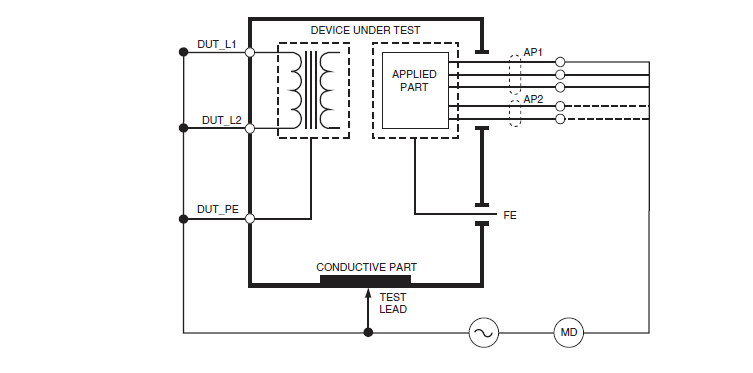 DEVICE UNDER TEST
DUT_L1
AP1
APPLIED
PART
AP2
DUT_L2
DUT_PE
FE
CONDUCTIVE PART
TEST
LEAD
MD